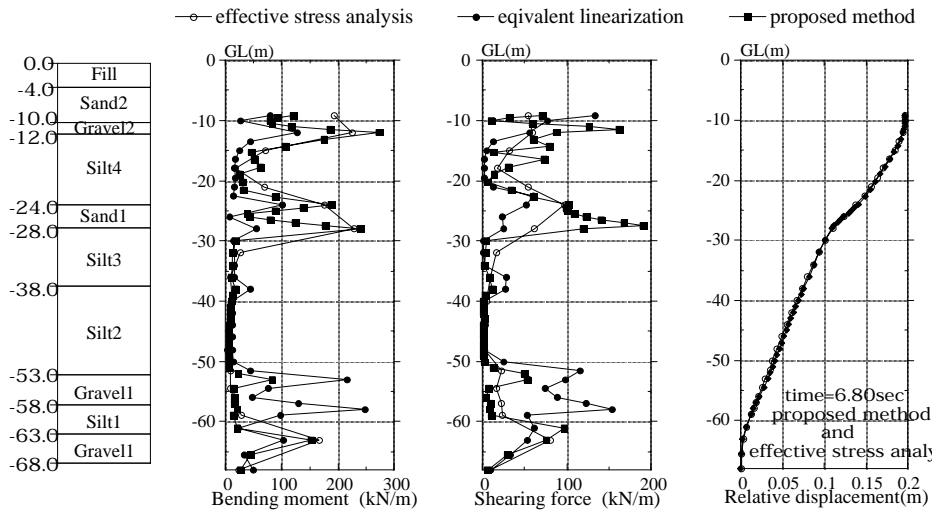 effective stress analysis eqivalent linearization proposed method
GL(m) GL(m) GL(m)
0.0
Fill
-4.0
Sand2
-10.0
Gravel2
-12.0
Silt4
-24.0
Sand1
-28.0
Silt3
-38.0
Silt2
-53.0
Gravel1
-58.0
Silt1
-63.0
Gravel1
-68.0
0
-10
-20
-30
-40
-50
-60
0 100 200 300
Bending moment (kN/m)
0
-10
-20
-30
-40
-50
-60
0 100 200
Shearing force (kN/m)
0
-10
-20
-30
-40
-50
-60
time=6.80sec
proposed method
and
effective stress analy
0 0.05 0.1 0.15 0.2
Relative displacement(m)